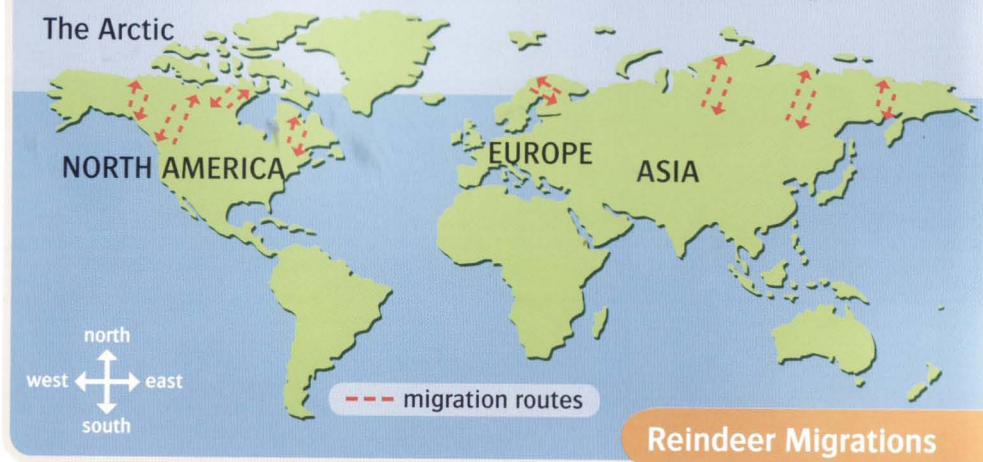 The Arctic
NORTH AMERICA
EUROPE
ASIA
north
west east
south
migration routes
Reindeer Migrations